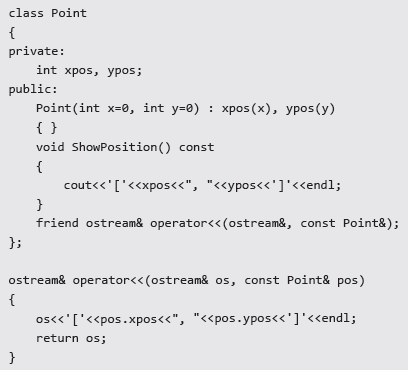 class Point
{
private:
    int xpos, ypos;
public:
    Point(int x=0, int y=0) : xpos(x), ypos(y)
    { }
    void ShowPosition() const
    {
        cout<<'['<<xpos<<", "<<ypos<<']'<<endl;
    }
    friend ostream& operator<<(ostream&, const Point&);
};

ostream& operator<<(ostream& os, const Point& pos)
{
    os<<'['<<pos.xpos<<", "<<pos.ypos<<']'<<endl;
    return os;
}